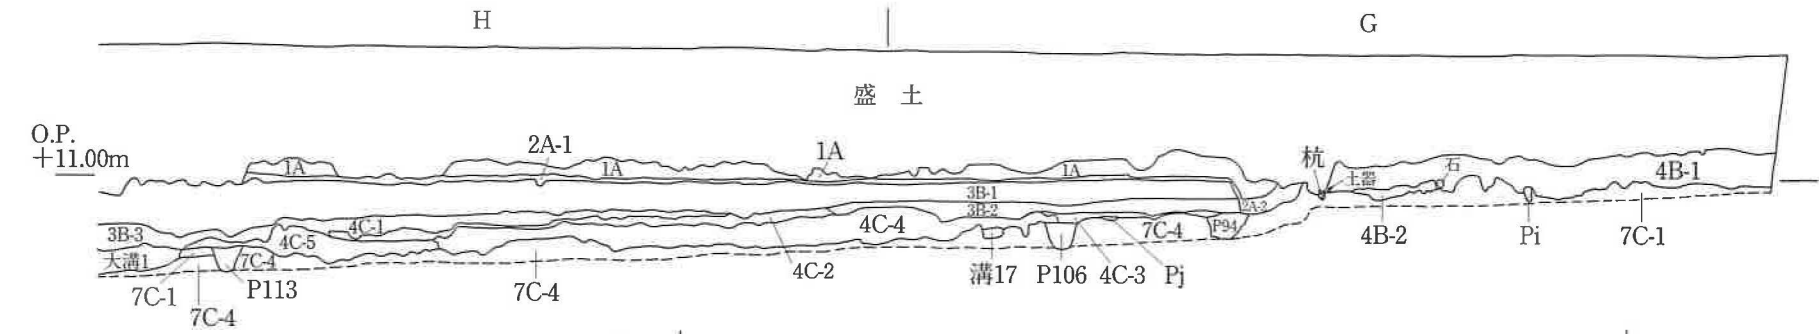 H
G
盛 土
O.P.
+11.00m
2A-1
1A
杭
石
1A
1A
1A
土器
4B-1
3B-1
3B-2
2A-2
3B-3
4C-1
4C-5
4C-4
7C-4
P94
4B-2
Pi
7C-1
大溝1
7C-4
7C-1
P113
7C-4
7C-4
4C-2
溝17
P106
4C-3
Pj